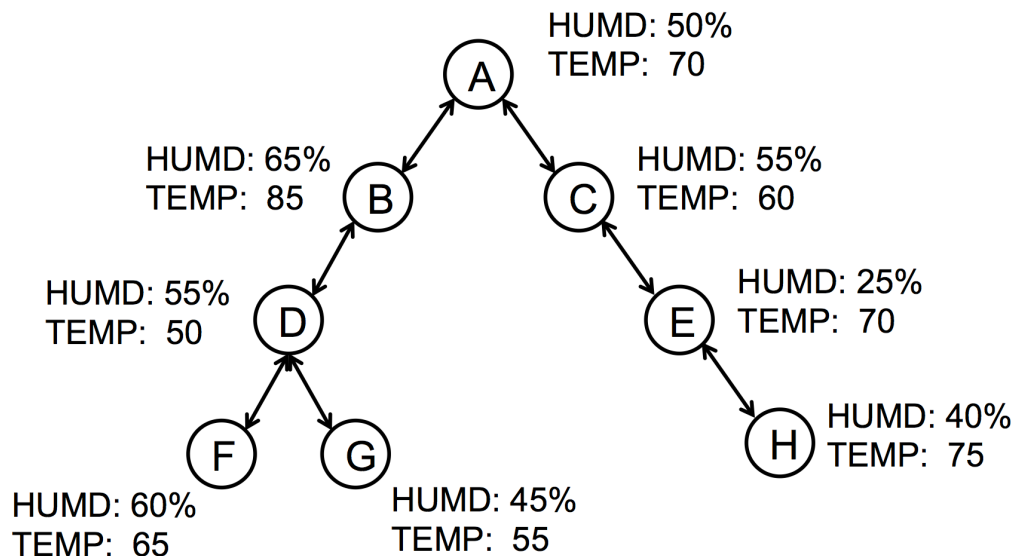 HUMD: 50%
TEMP: 70
A
HUMD: 65%
TEMP: 85
B
C
HUMD: 55%
TEMP: 60
HUMD: 55%
TEMP: 50
D
E
HUMD: 25%
TEMP: 70
F
G
H
HUMD: 40%
TEMP: 75
HUMD: 60%
TEMP: 65
HUMD: 45%
TEMP: 55